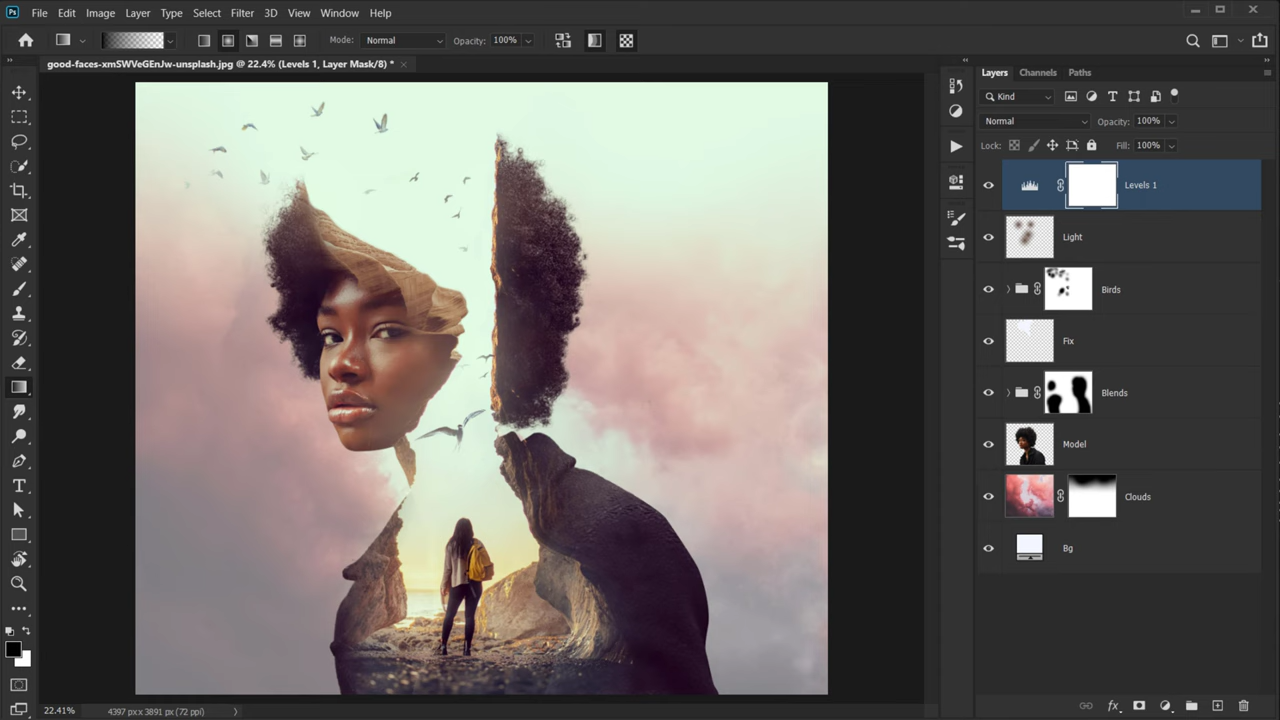 Ps File Edit Image Layer Type Select Filter 3D View Window Help
Mode: Normal Opacity: 100%
good-faces-xmSWVeGEnJw-unsplash.jpg @ 22.4% (Levels 1, Layer Mask/8) *
Layers Channels Paths
Kind
Normal Opacity: 100%
Lock: Fill: 100%
Levels 1
Light
Birds
Fix
Blends
Model
Clouds
Bg
22.41% 4397 px x 3891 px (72 ppi)
fx